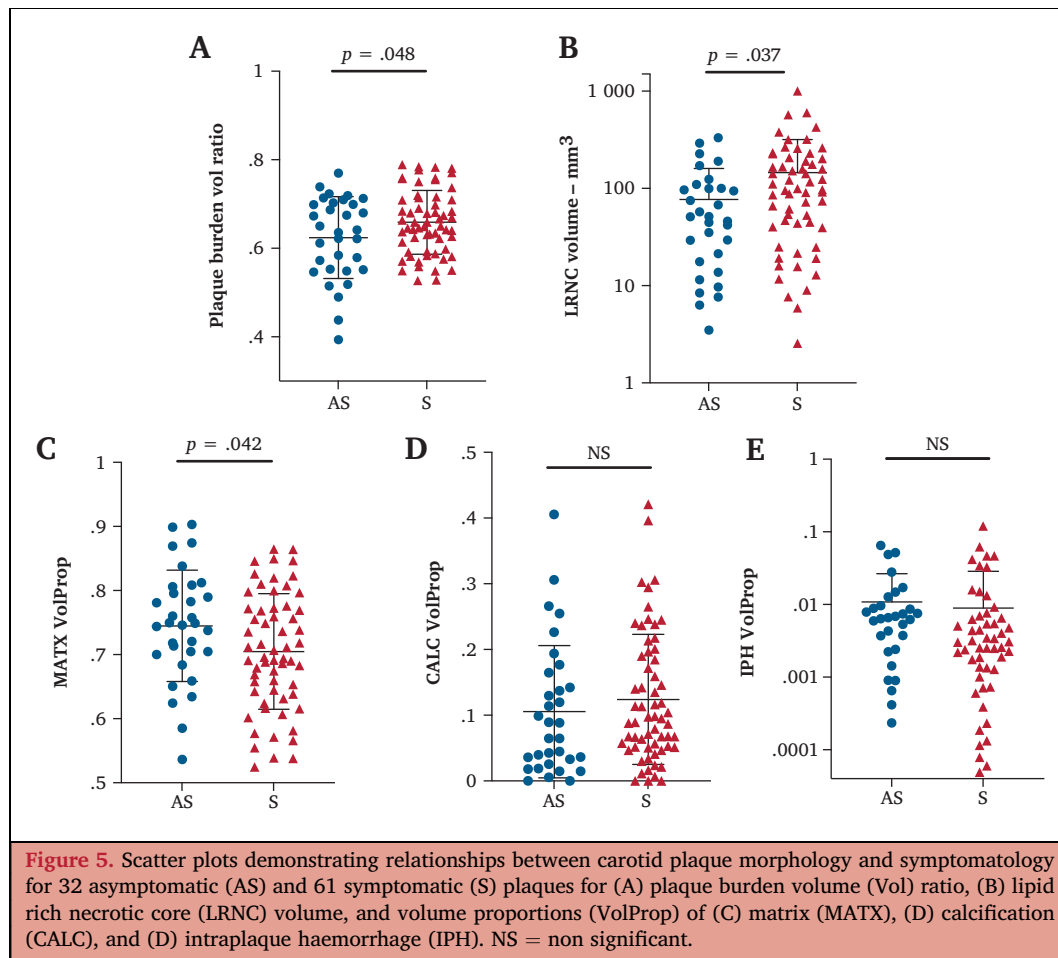 A
p = .048
1
.8
.6
.4
Plaque burden vol ratio
AS
S
B
p = .037
1 000
100
10
1
LRNC volume – mm³
AS
S
C
p = .042
1
.9
.8
.7
.6
.5
MATX VolProp
AS
S
D
NS
.5
.4
.3
.2
.1
0
CALC VolProp
AS
S
E
NS
1
.1
.01
.001
.0001
IPH VolProp
AS
S
Figure 5. Scatter plots demonstrating relationships between carotid plaque morphology and symptomatology
for 32 asymptomatic (AS) and 61 symptomatic (S) plaques for (A) plaque burden volume (Vol) ratio, (B) lipid
rich necrotic core (LRNC) volume, and volume proportions (VolProp) of (C) matrix (MATX), (D) calcification
(CALC), and (D) intraplaque haemorrhage (IPH). NS = non significant.